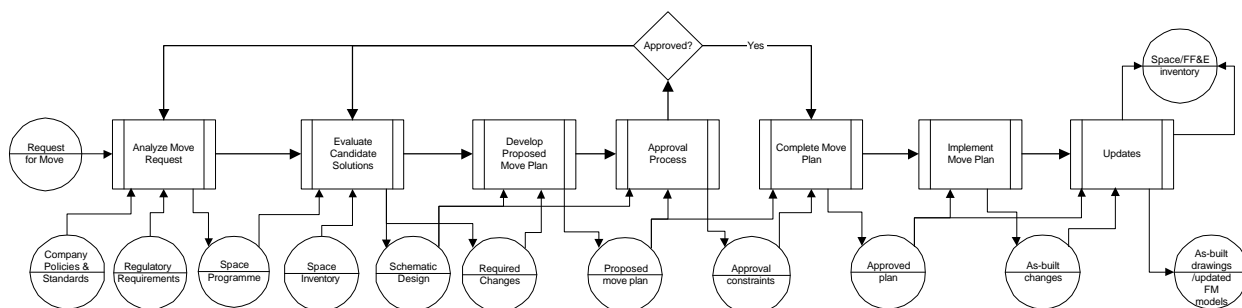 Approved?
Yes
Space/FF&E
inventory
Request
for Move
Analyze Move
Request
Evaluate
Candidate
Solutions
Develop
Proposed
Move Plan
Approval
Process
Complete Move
Plan
Implement Move
Plan
Updates
Company
Policies &
Standards
Regulatory
Requirements
Space
Programme
Space
Inventory
Schematic
Design
Required
Changes
Proposed
move plan
Approval
constraints
Approved
plan
As-built
changes
As-built
drawings
/updated
FM
models